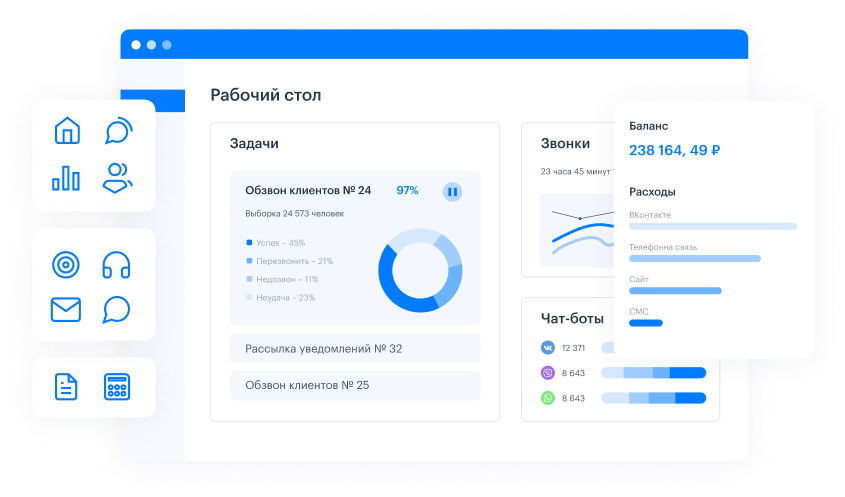 Рабочий стол
Задачи
Обзвон клиентов № 24
97%
Выборка 24 573 человек
Успех – 45%
Перезвонить – 21%
Недозвон – 11%
Неудача – 23%
Рассылка уведомлений № 32
Обзвон клиентов № 25
Звонки
23 часа 45 минут
Чат-боты
12 371
8 643
8 643
Баланс
238 164, 49 ₽
Расходы
ВКонтакте
Телефонна связь
Сайт
СМС